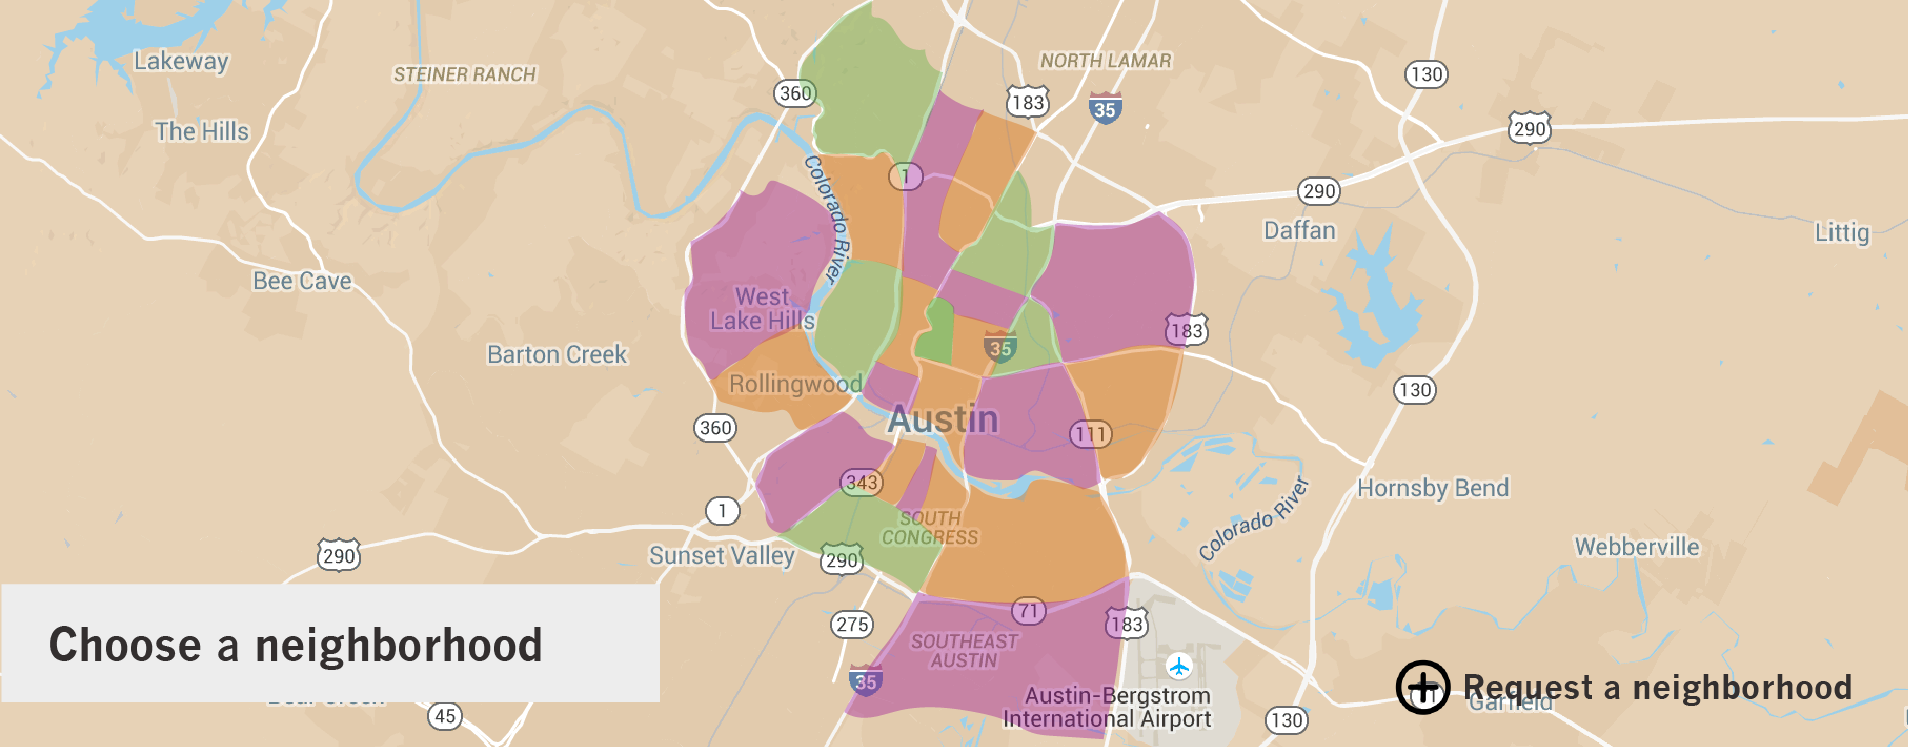 Lakeway
STEINER RANCH
NORTH LAMAR
130
360
183
35
The Hills
290
1
290
Colorado River
Daffan
Littig
Bee Cave
West
Lake Hills
183
35
Barton Creek
Rollingwood
130
Austin
360
111
343
Hornsby Bend
1
SOUTH
CONGRESS
Colorado River
290
Sunset Valley
290
Webberville
71
275
183
Choose a neighborhood
SOUTHEAST
AUSTIN
35
Austin-Bergstrom
International Airport
Request a neighborhood
Garfield
45
130